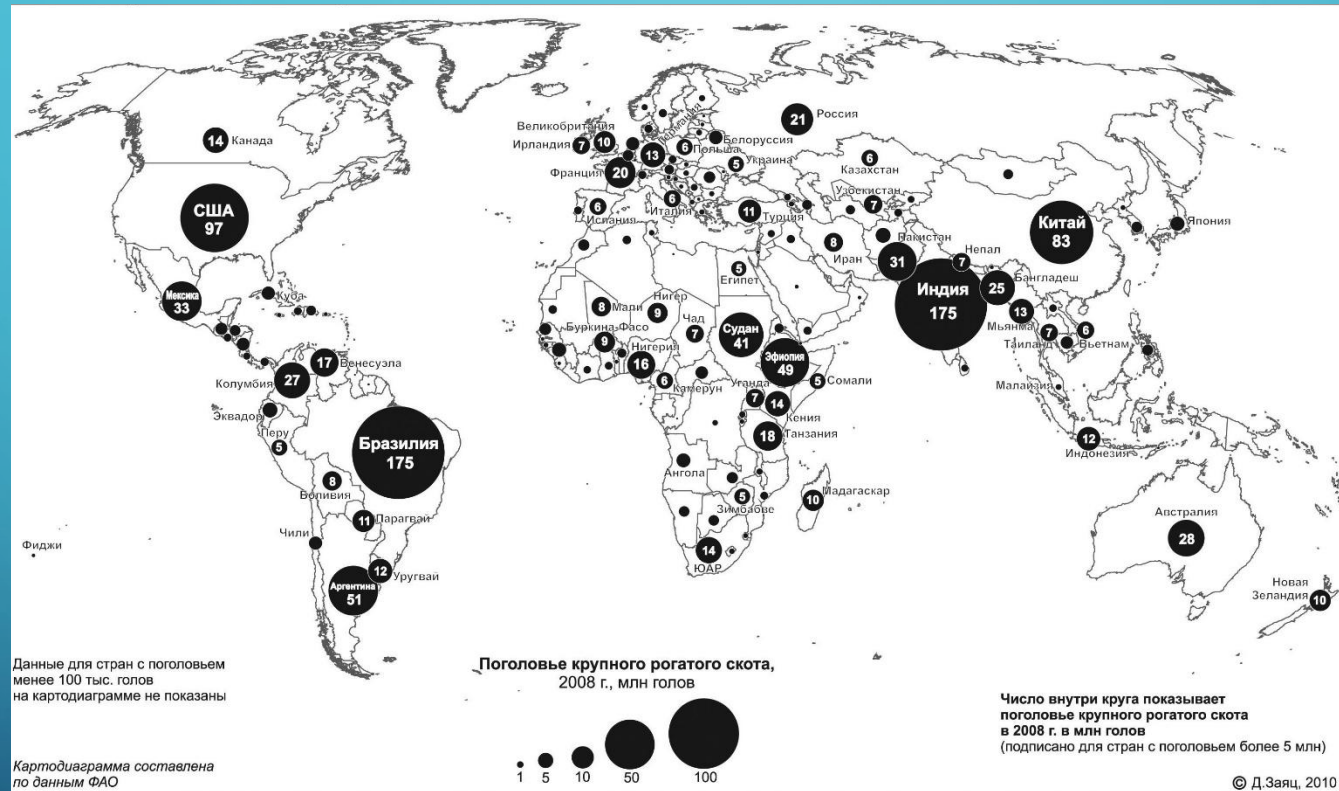 14 Канада
США
97
Мексика
33
Куба
17 Венесуэла
27
Колумбия
Эквадор
Перу
5
Бразилия
175
8
Боливия
11 Парагвай
Чили
12
Уругвай
Аргентина
51
Фиджи
Великобритания
Ирландия 7
10
Германия
13
6
Польша
Белоруссия
5 Украина
Франция 20
6
Испания
6
Италия
11
Турция
21 Россия
6
Казахстан
Узбекистан
7
8
Иран
Пакистан
31
Непал
7
Индия
175
Китай
83
Япония
Бангладеш
25
13
Мьянма
7
Таиланд
6
Вьетнам
Малайзия
12
Индонезия
5
Египет
8
Мали
Нигер
9
Чад
7
Судан
41
Буркина-Фасо
9
Нигерия
16
6
Камерун
Эфиопия
49
5
Сомали
Уганда
7
14
Кения
18 Танзания
Ангола
5
Зимбабве
10 Мадагаскар
14
ЮАР
Австралия
28
Новая
Зеландия
10
Данные для стран с поголовьем
менее 100 тыс. голов
на картодиаграмме не показаны
Картодиаграмма составлена
по данным ФАО
Поголовье крупного рогатого скота,
2008 г., млн голов
1 5 10 50 100
Число внутри круга показывает
поголовье крупного рогатого скота
в 2008 г. в млн голов
(подписано для стран с поголовьем более 5 млн)
© Д.Заяц, 2010